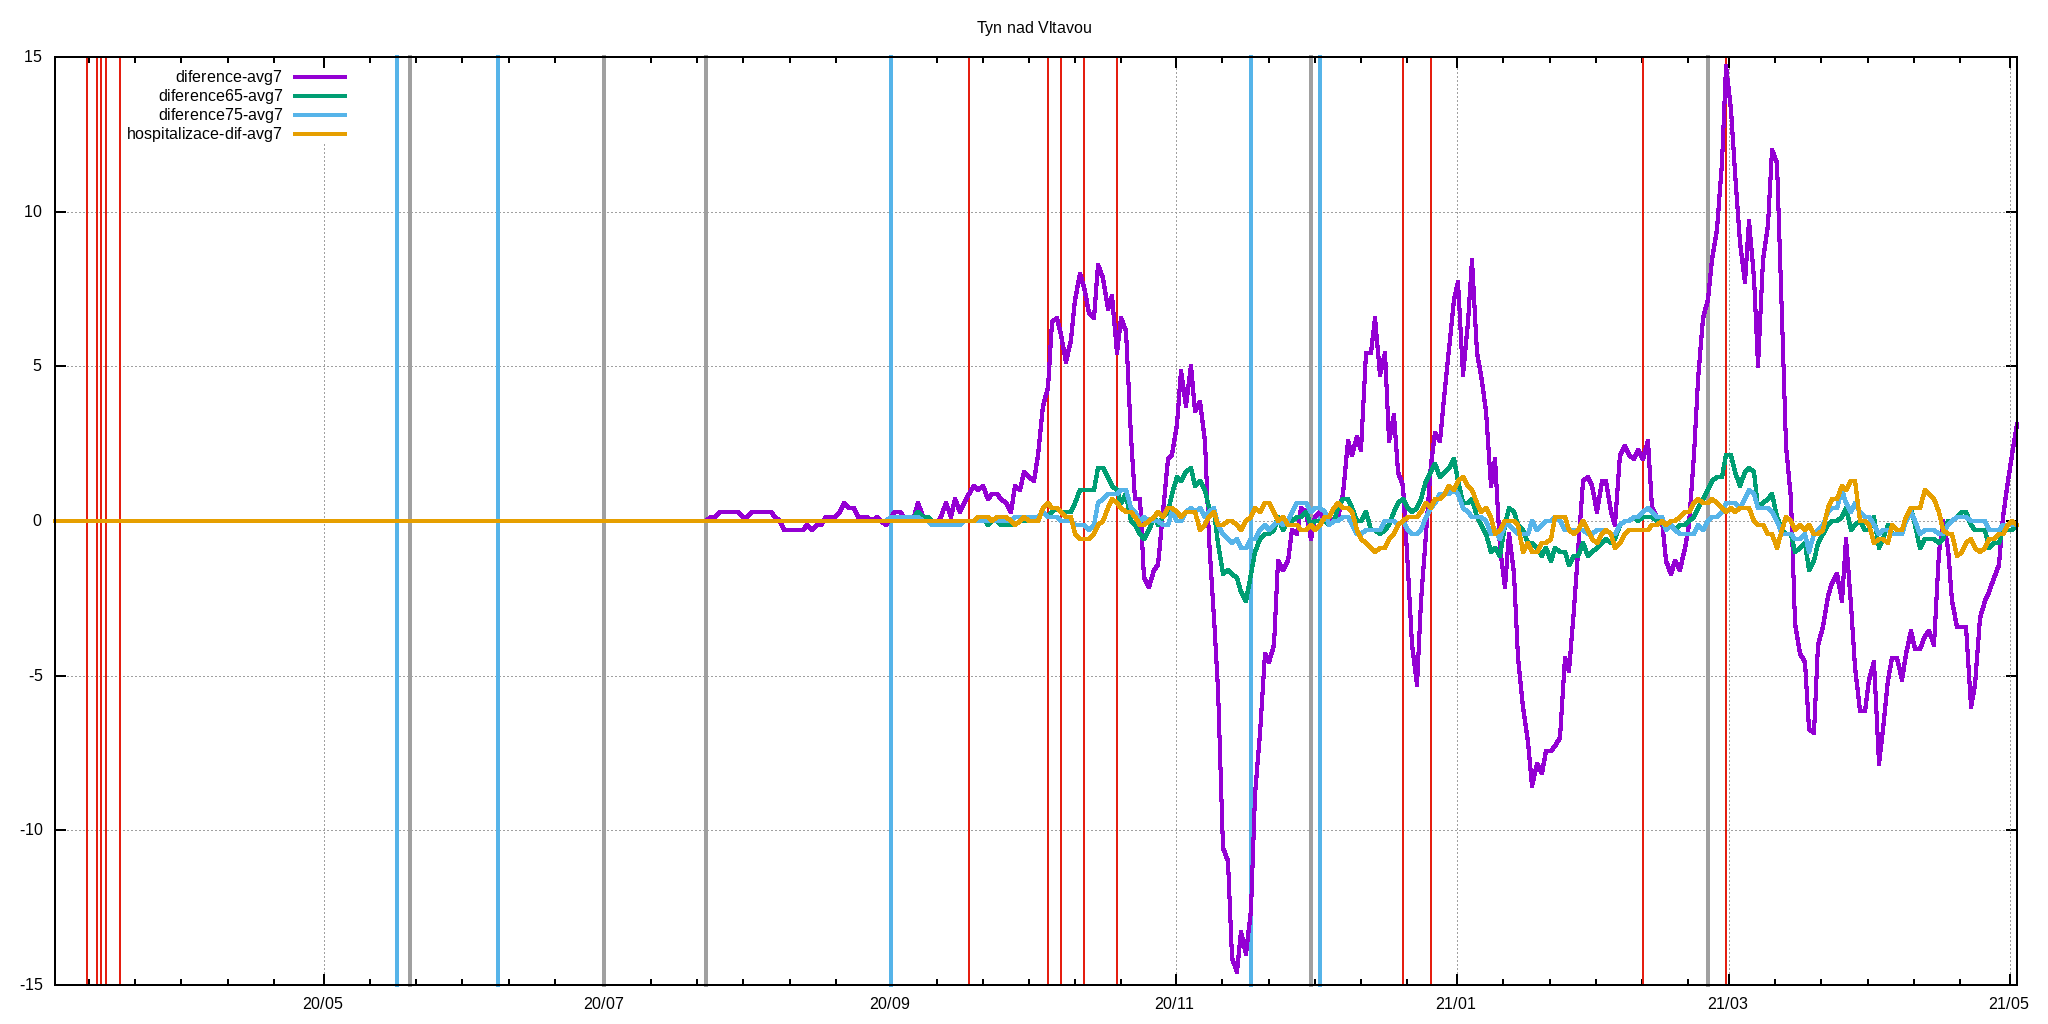 Tyn nad Vltavou
15
10
5
0
-5
-10
-15
diference-avg7
diference65-avg7
diference75-avg7
hospitalizace-dif-avg7
20/05
20/07
20/09
20/11
21/01
21/03
21/05